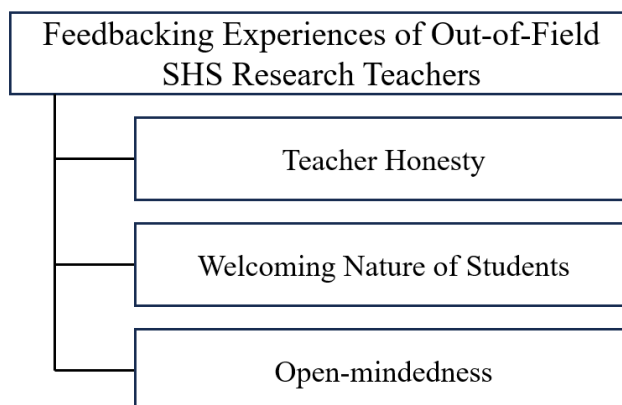 Feedbacking Experiences of Out-of-Field
SHS Research Teachers
Teacher Honesty
Welcoming Nature of Students
Open-mindedness